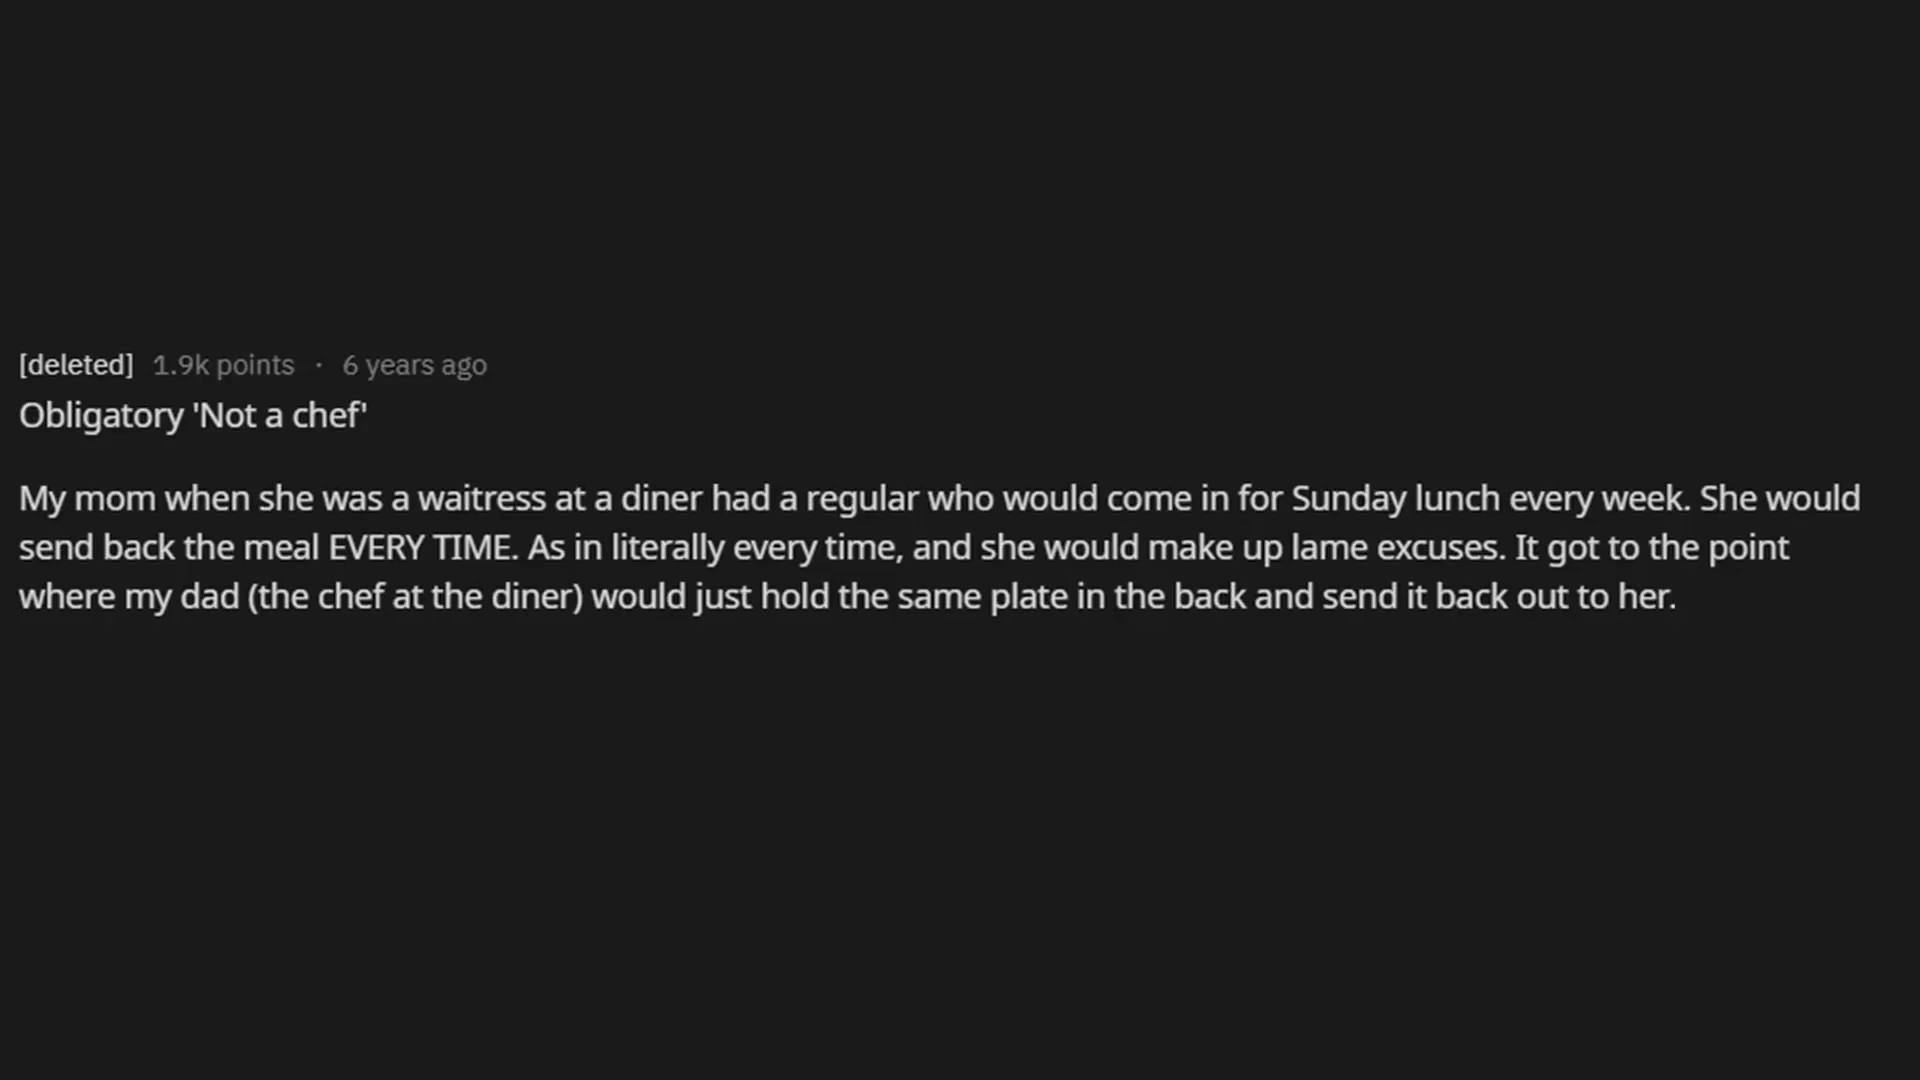 [deleted] 1.9k points · 6 years ago
Obligatory 'Not a chef'
My mom when she was a waitress at a diner had a regular who would come in for Sunday lunch every week. She would
send back the meal EVERY TIME. As in literally every time, and she would make up lame excuses. It got to the point
where my dad (the chef at the diner) would just hold the same plate in the back and send it back out to her.